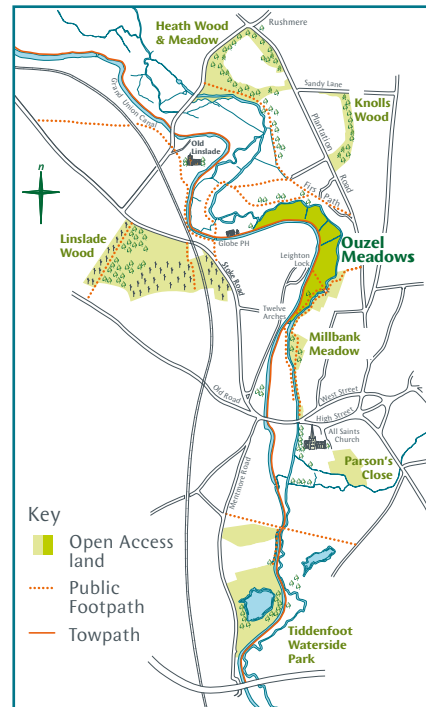 Rushmere
Heath Wood
& Meadow
Sandy Lane
Knolls
Wood
Grand Union Canal
Plantation
Road
Old
Linslade
Firs Path
n
Globe PH
Ouzel
Meadows
Linslade
Wood
Leighton
Lock
Stoke Road
Twelve
Arches
Millbank
Meadow
Old Road
West Street
High Street
All Saints
Church
Parson's
Close
Mentmore Road
Key
Open Access
land
Public
Footpath
Towpath
Tiddenfoot
Waterside
Park